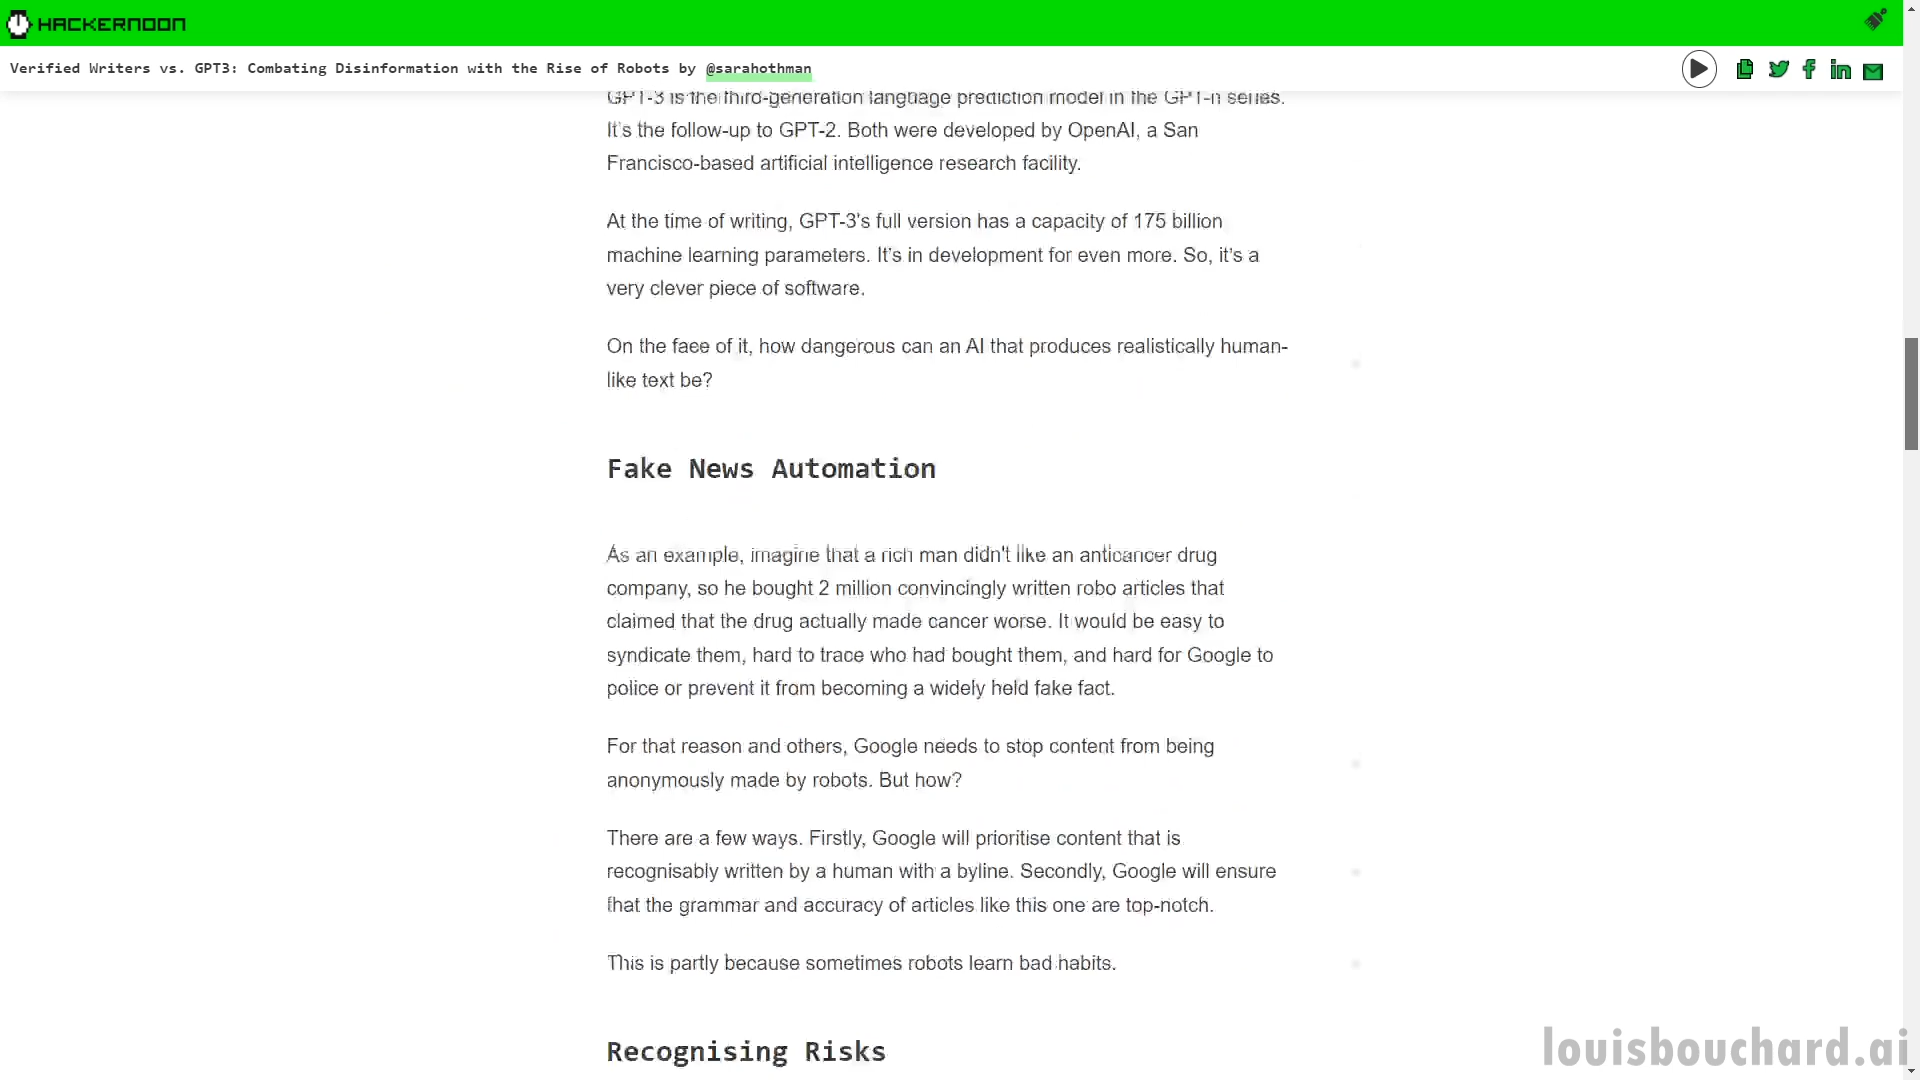 HACKERNOON
Verified Writers vs. GPT3: Combating Disinformation with the Rise of Robots by @sarahothman
GPT-3 is the third-generation language prediction model in the GPT-n series.
It's the follow-up to GPT-2. Both were developed by OpenAI, a San
Francisco-based artificial intelligence research facility.
At the time of writing, GPT-3's full version has a capacity of 175 billion
machine learning parameters. It's in development for even more. So, it's a
very clever piece of software.
On the face of it, how dangerous can an AI that produces realistically human-
like text be?
Fake News Automation
As an example, imagine that a rich man didn't like an anticancer drug
company, so he bought 2 million convincingly written robo articles that
claimed that the drug actually made cancer worse. It would be easy to
syndicate them, hard to trace who had bought them, and hard for Google to
police or prevent it from becoming a widely held fake fact.
For that reason and others, Google needs to stop content from being
anonymously made by robots. But how?
There are a few ways. Firstly, Google will prioritise content that is
recognisably written by a human with a byline. Secondly, Google will ensure
that the grammar and accuracy of articles like this one are top-notch.
This is partly because sometimes robots learn bad habits.
Recognising Risks
louisbouchard.ai